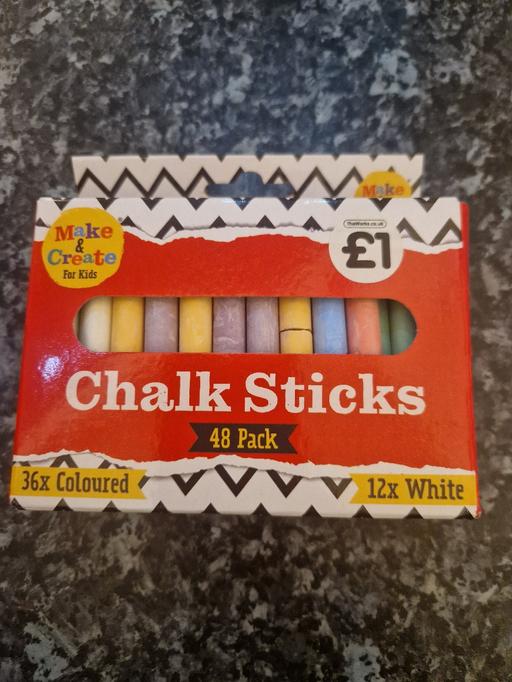 Make
Make
&
Create
For Kids
TheWorks.co.uk
£1
Chalk Sticks
48 Pack
36x Coloured
12x White